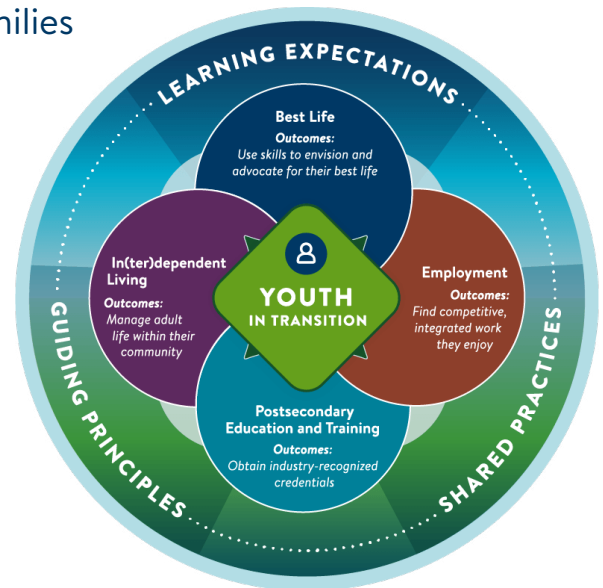 LEARNING EXPECTATIONS
Best Life
Outcomes:
Use skills to envision and
advocate for their best life
In(ter)dependent
Living
Outcomes:
Manage adult
life within their
community
YOUTH
IN TRANSITION
Employment
Outcomes:
Find competitive,
integrated work
they enjoy
Postsecondary
Education and Training
Outcomes:
Obtain industry-recognized
credentials
GUIDING PRINCIPLES
SHARED PRACTICES